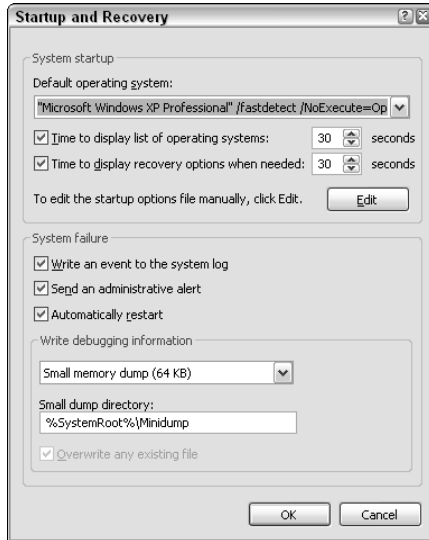 Startup and Recovery
System startup
Default operating system:
"Microsoft Windows XP Professional" /fastdetect /NoExecute=Op
Time to display list of operating systems: 30 seconds
Time to display recovery options when needed: 30 seconds
To edit the startup options file manually, click Edit. Edit
System failure
Write an event to the system log
Send an administrative alert
Automatically restart
Write debugging information
Small memory dump (64 KB)
Small dump directory:
%SystemRoot%\Minidump
Overwrite any existing file
OK Cancel